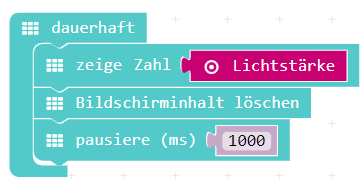 dauerhaft
zeige Zahl Lichtstärke
Bildschirminhalt löschen
pausiere (ms) 1000